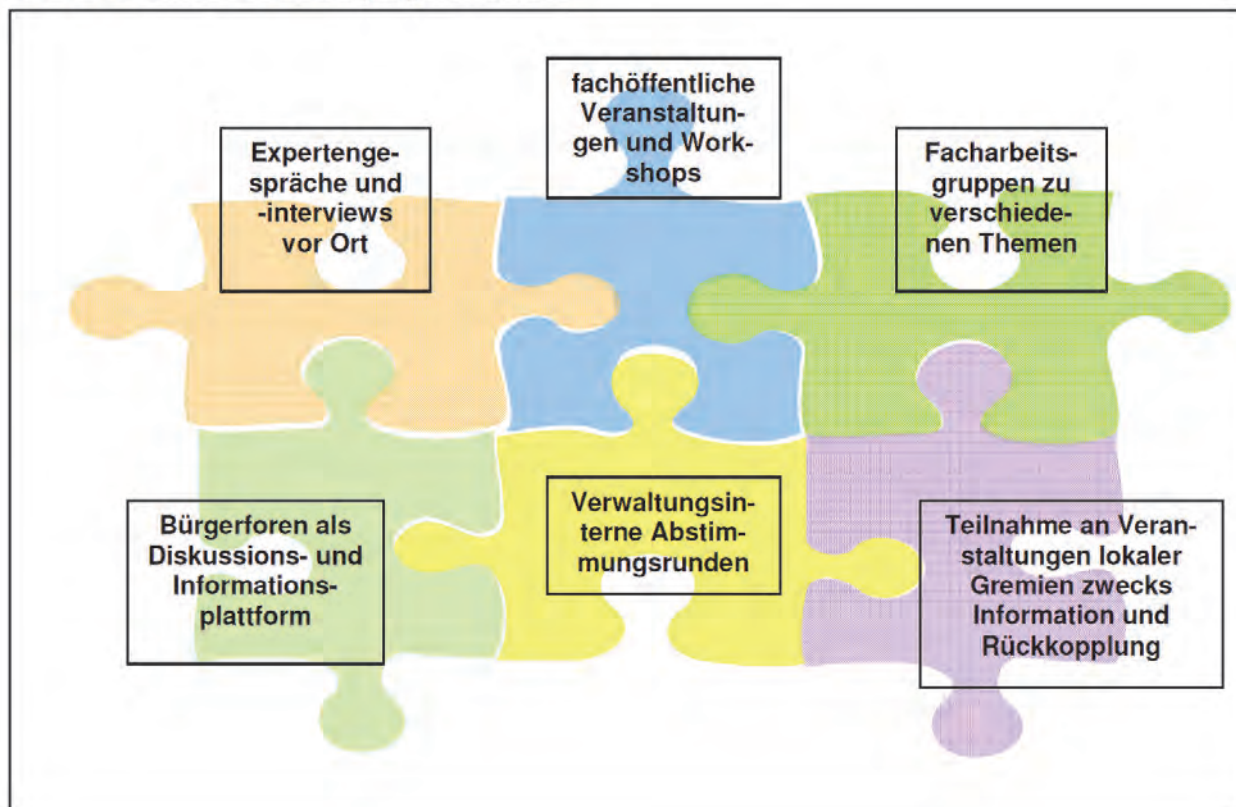 Expertenge-
spräche und
-interviews
vor Ort
fachöffentliche
Veranstaltun-
gen und Work-
shops
Facharbeits-
gruppen zu
verschiede-
nen Themen
Bürgerforen als
Diskussions- und
Informations-
plattform
Verwaltungsin-
terne Abstim-
mungsrunden
Teilnahme an Veran-
staltungen lokaler
Gremien zwecks
Information und
Rückkopplung